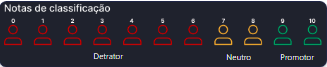 Notas de classificação
0 1 2 3 4 5 6 7 8 9 10
Detrator Neutro Promotor